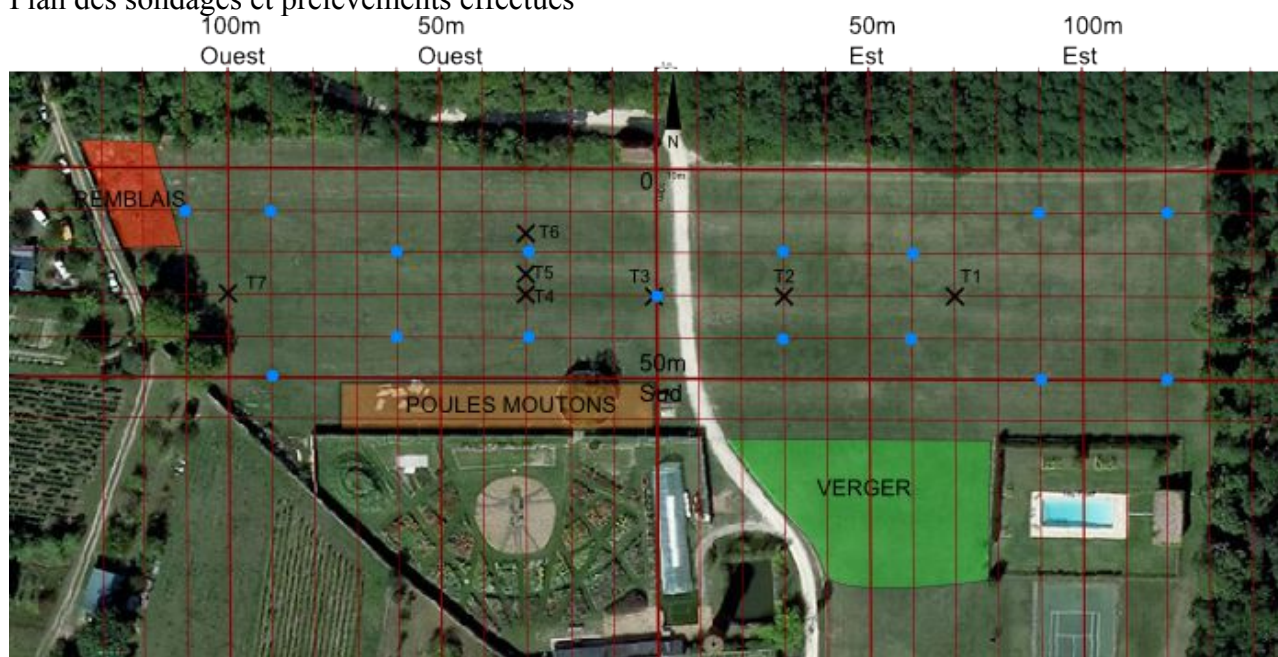 Plan des sondages et prélèvements effectués
100m
Ouest
50m
Ouest
50m
Est
100m
Est
N
0
10m
REMBLAIS
T6
T5
T4
T3
T2
T1
T7
50m
Sud
POULES MOUTONS
VERGER